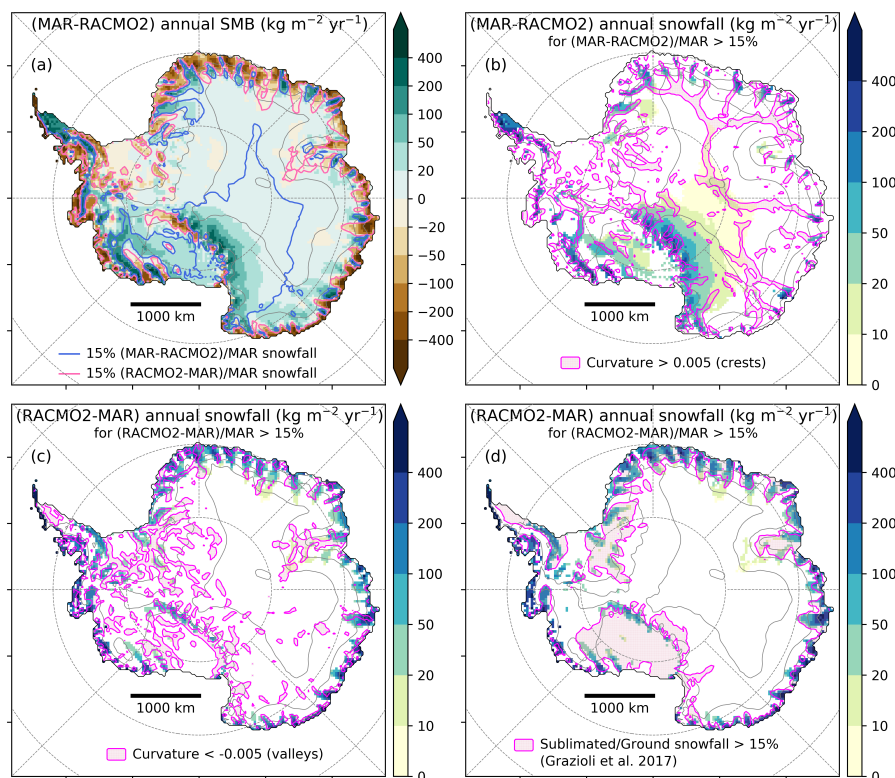 (MAR-RACMO2) annual SMB (kg m⁻² yr⁻¹)
(a)
400
200
100
50
20
0
−20
−50
−100
−200
−400
1000 km
15% (MAR-RACMO2)/MAR snowfall
15% (RACMO2-MAR)/MAR snowfall
(MAR-RACMO2) annual snowfall (kg m⁻² yr⁻¹)
for (MAR-RACMO2)/MAR > 15%
(b)
400
200
100
50
20
10
0
1000 km
Curvature > 0.005 (crests)
(RACMO2-MAR) annual snowfall (kg m⁻² yr⁻¹)
for (RACMO2-MAR)/MAR > 15%
(c)
400
200
100
50
20
10
0
1000 km
Curvature < -0.005 (valleys)
(RACMO2-MAR) annual snowfall (kg m⁻² yr⁻¹)
for (RACMO2-MAR)/MAR > 15%
(d)
400
200
100
50
20
10
0
1000 km
Sublimated/Ground snowfall > 15%
(Grazioli et al. 2017)